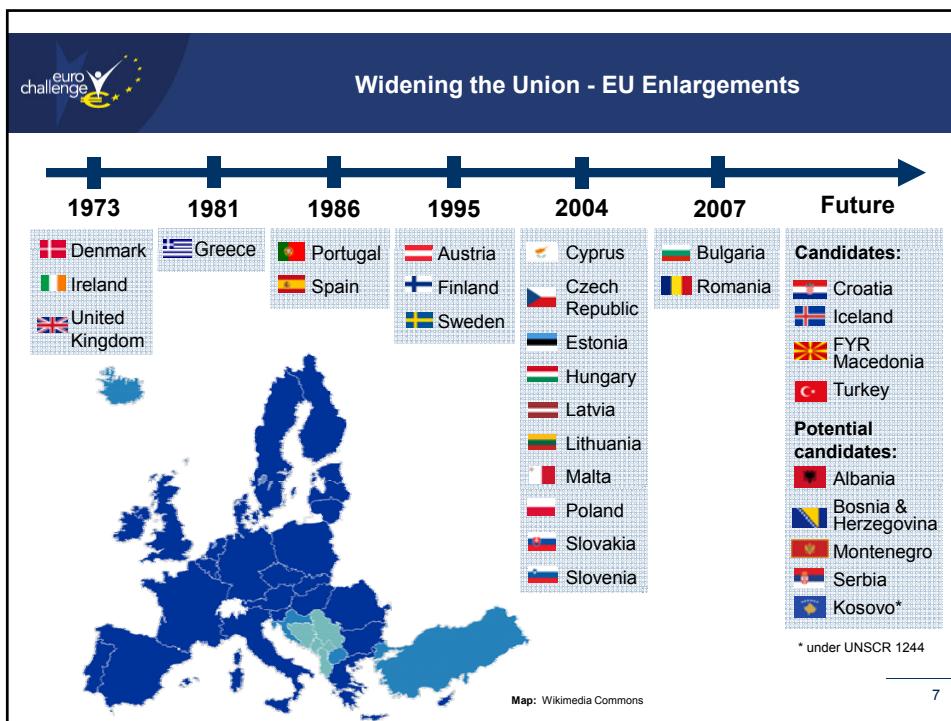 euro
challenge
Widening the Union - EU Enlargements
1973
1981
1986
1995
2004
2007
Future
Denmark
Ireland
United
Kingdom
Greece
Portugal
Spain
Austria
Finland
Sweden
Cyprus
Czech
Republic
Estonia
Hungary
Latvia
Lithuania
Malta
Poland
Slovakia
Slovenia
Bulgaria
Romania
Candidates:
Croatia
Iceland
FYR
Macedonia
Turkey
Potential
candidates:
Albania
Bosnia &
Herzegovina
Montenegro
Serbia
Kosovo*
* under UNSCR 1244
Map: Wikimedia Commons
7